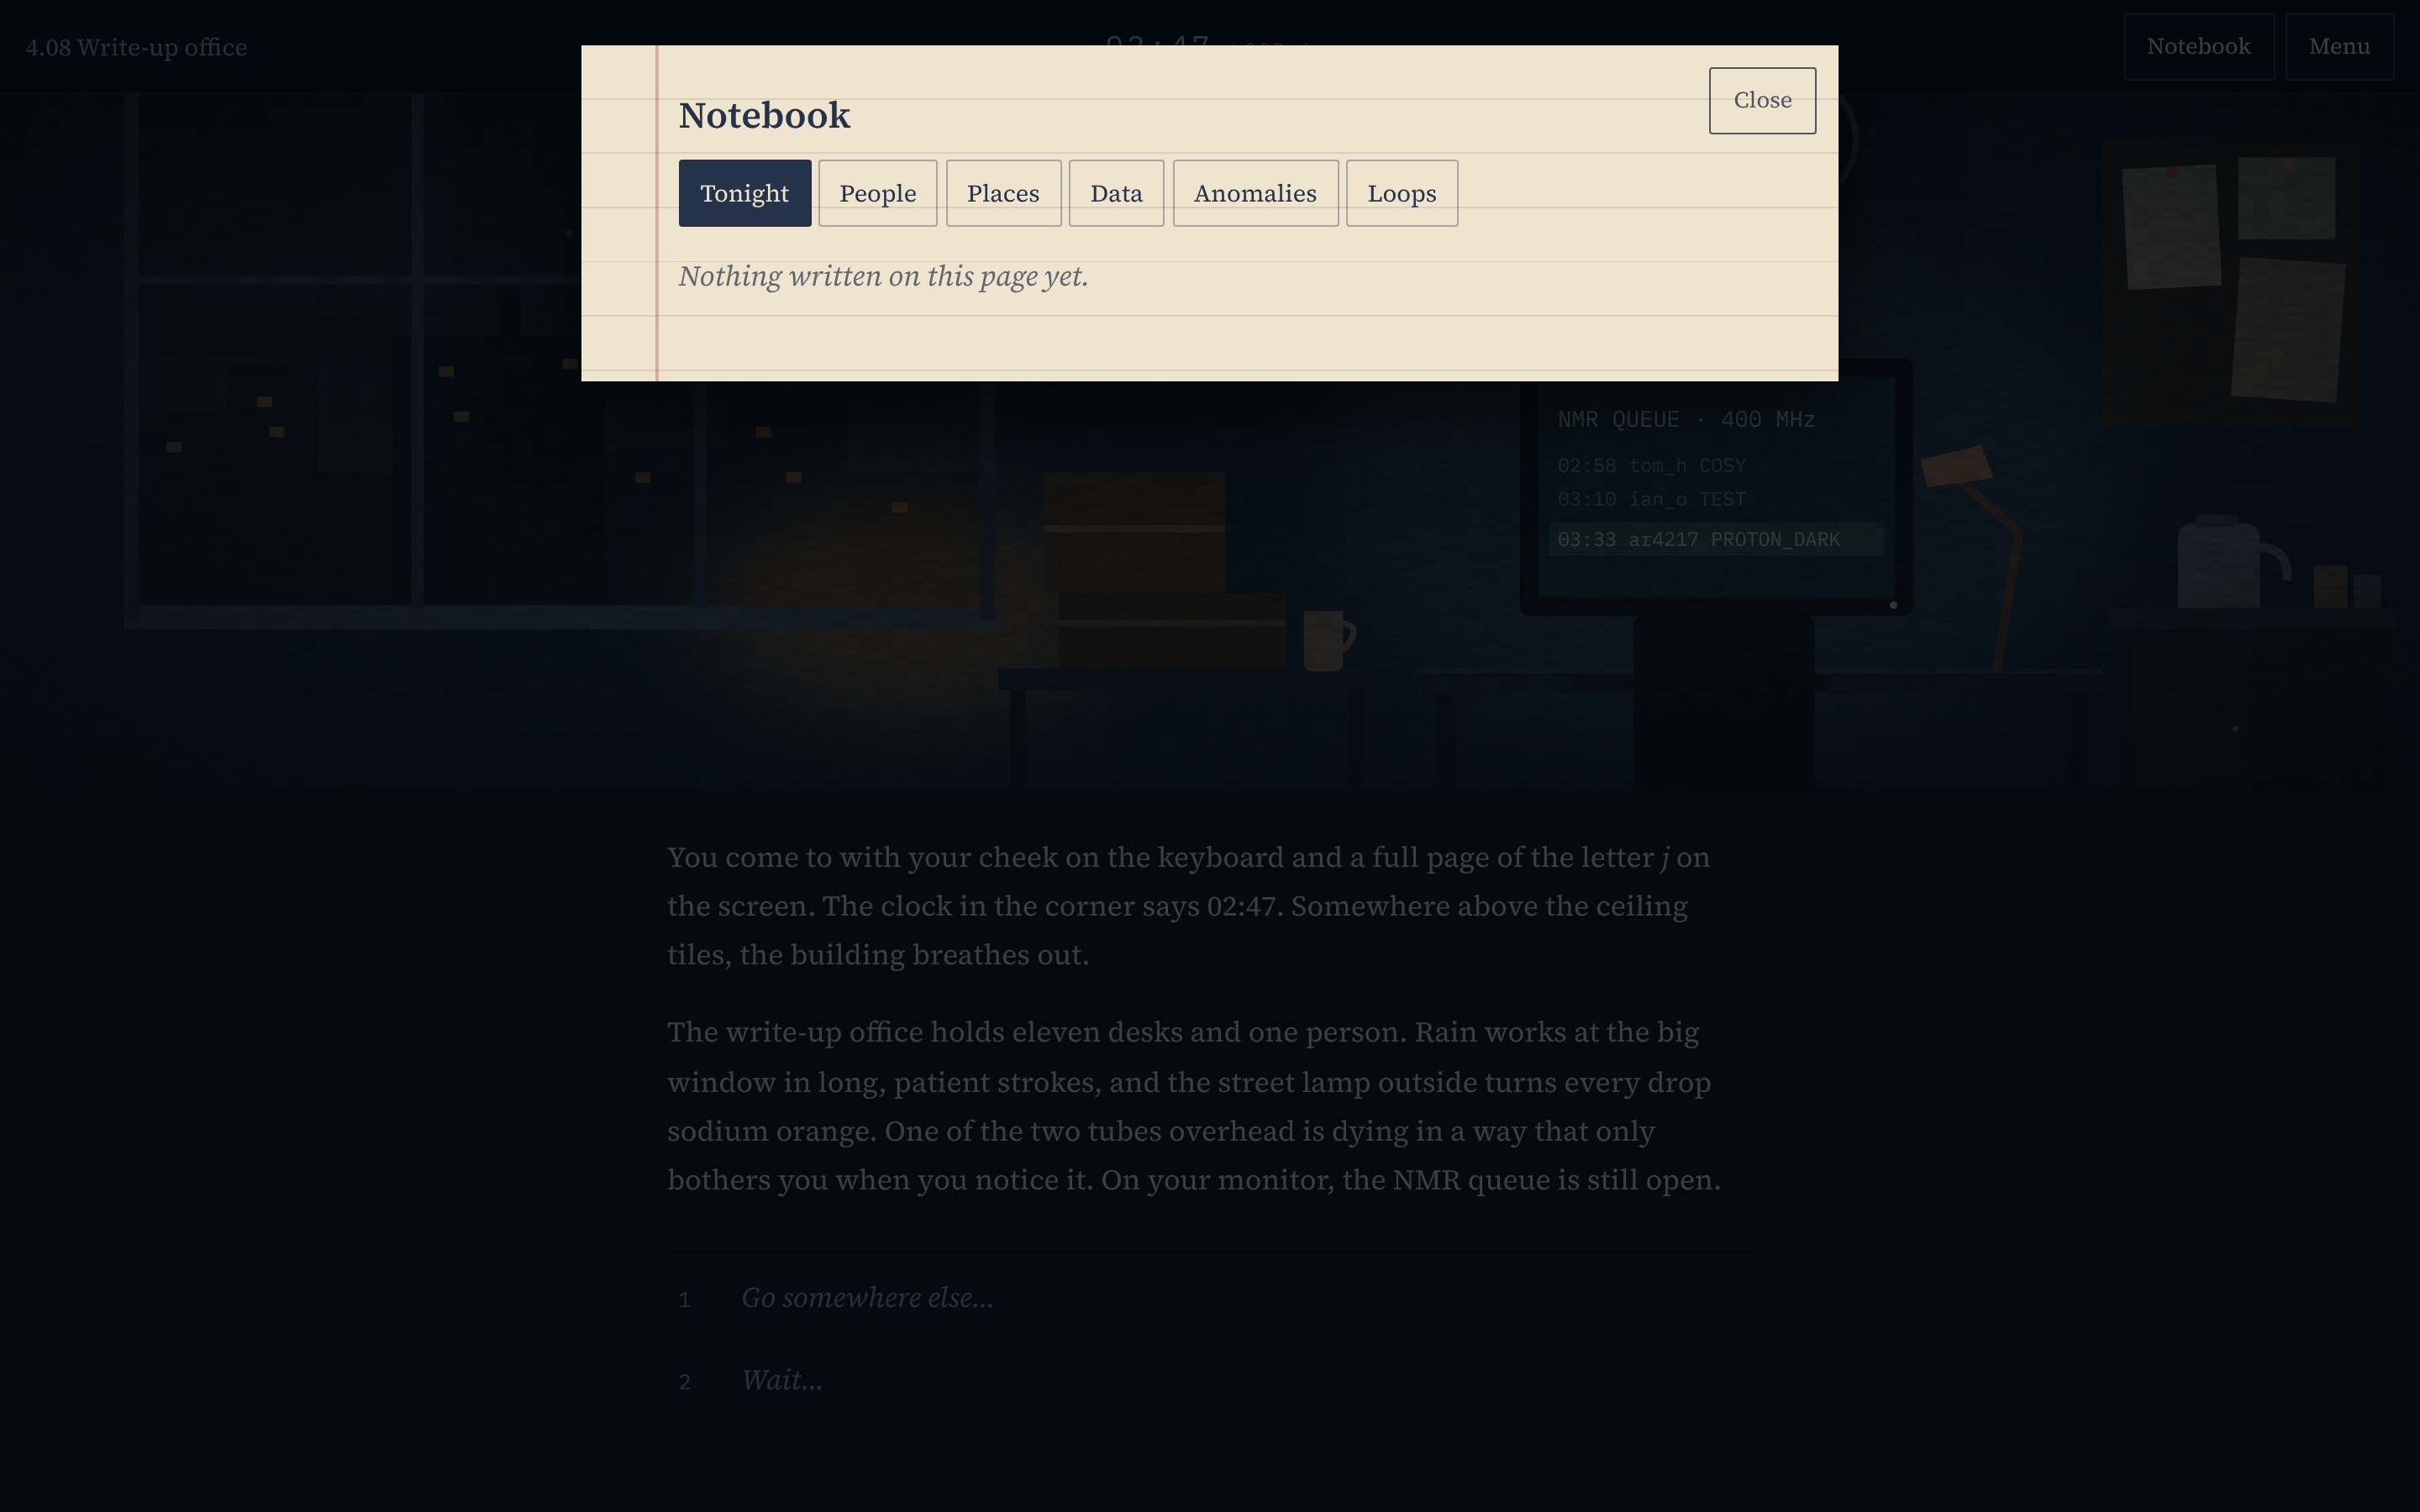 4.08 Write-up office
Notebook
Menu
Notebook
Close
Tonight
People
Places
Data
Anomalies
Loops
Nothing written on this page yet.
NMR QUEUE · 400 MHz
02:58 tom_h COSY
03:10 ian_o TEST
03:33 ar4217 PROTON_DARK
You come to with your cheek on the keyboard and a full page of the letter j on
the screen. The clock in the corner says 02:47. Somewhere above the ceiling
tiles, the building breathes out.
The write-up office holds eleven desks and one person. Rain works at the big
window in long, patient strokes, and the street lamp outside turns every drop
sodium orange. One of the two tubes overhead is dying in a way that only
bothers you when you notice it. On your monitor, the NMR queue is still open.
1 Go somewhere else...
2 Wait...